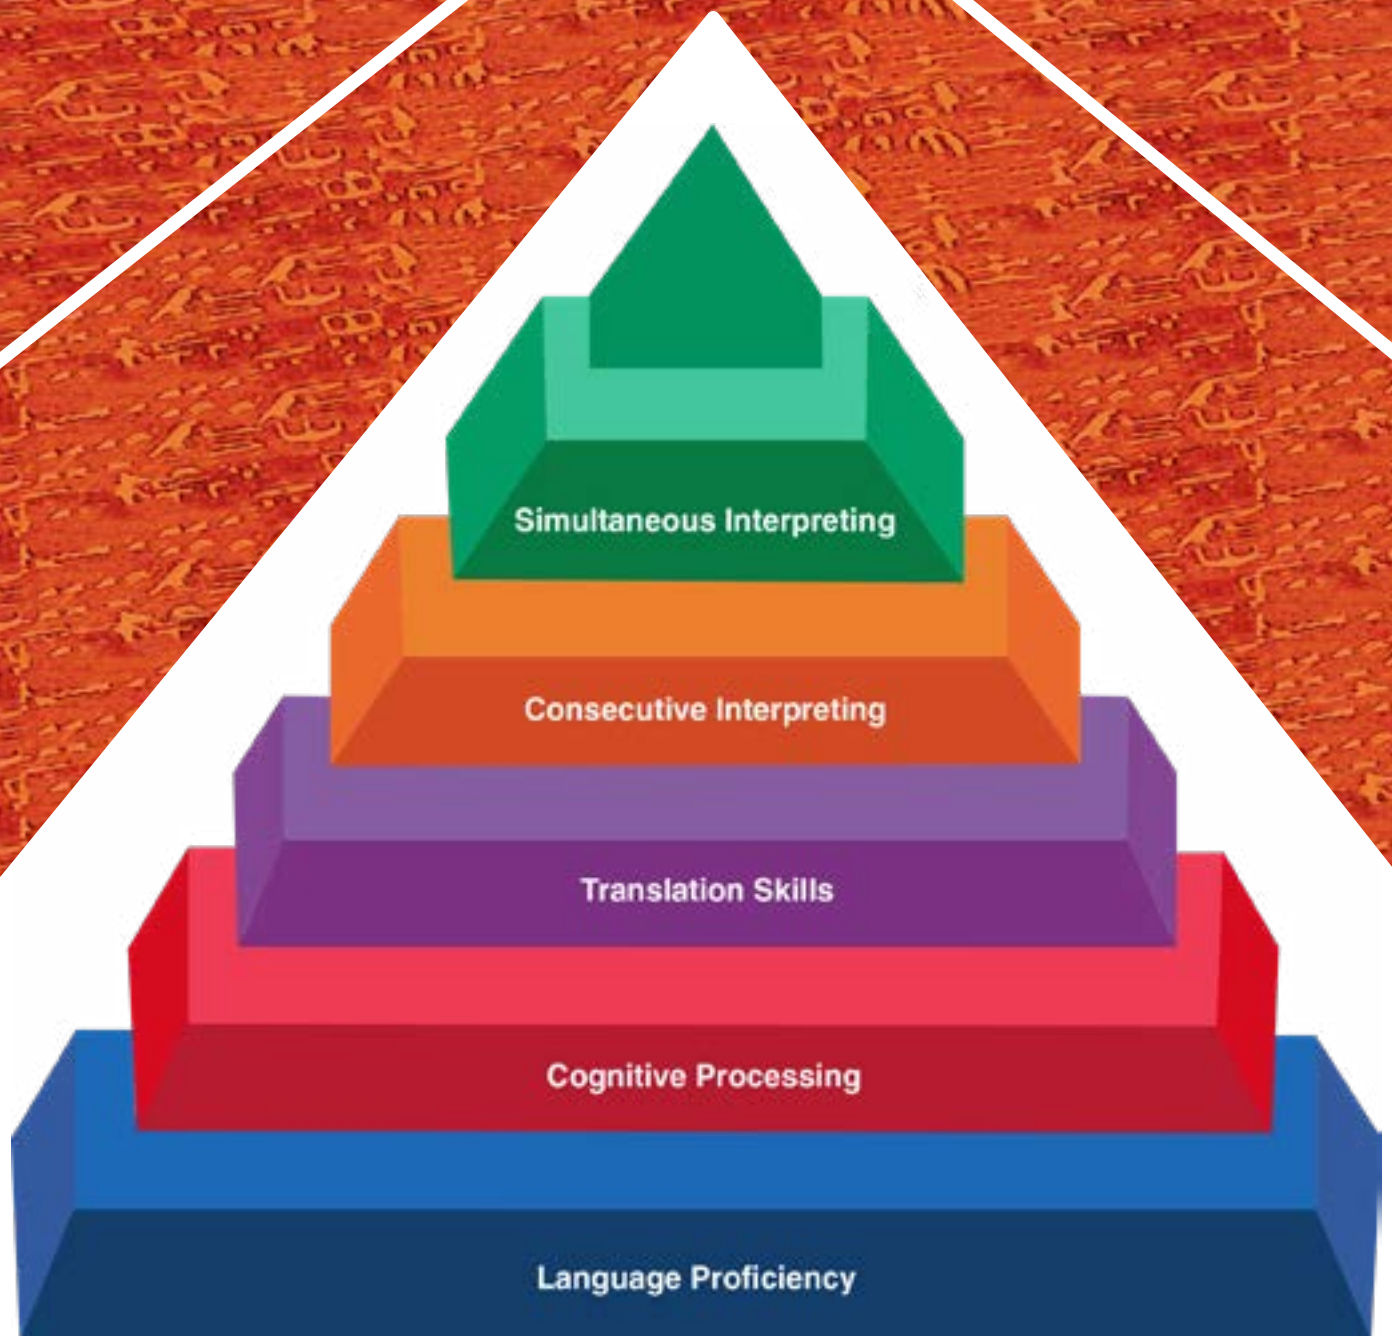 Simultaneous Interpreting
Consecutive Interpreting
Translation Skills
Cognitive Processing
Language Proficiency